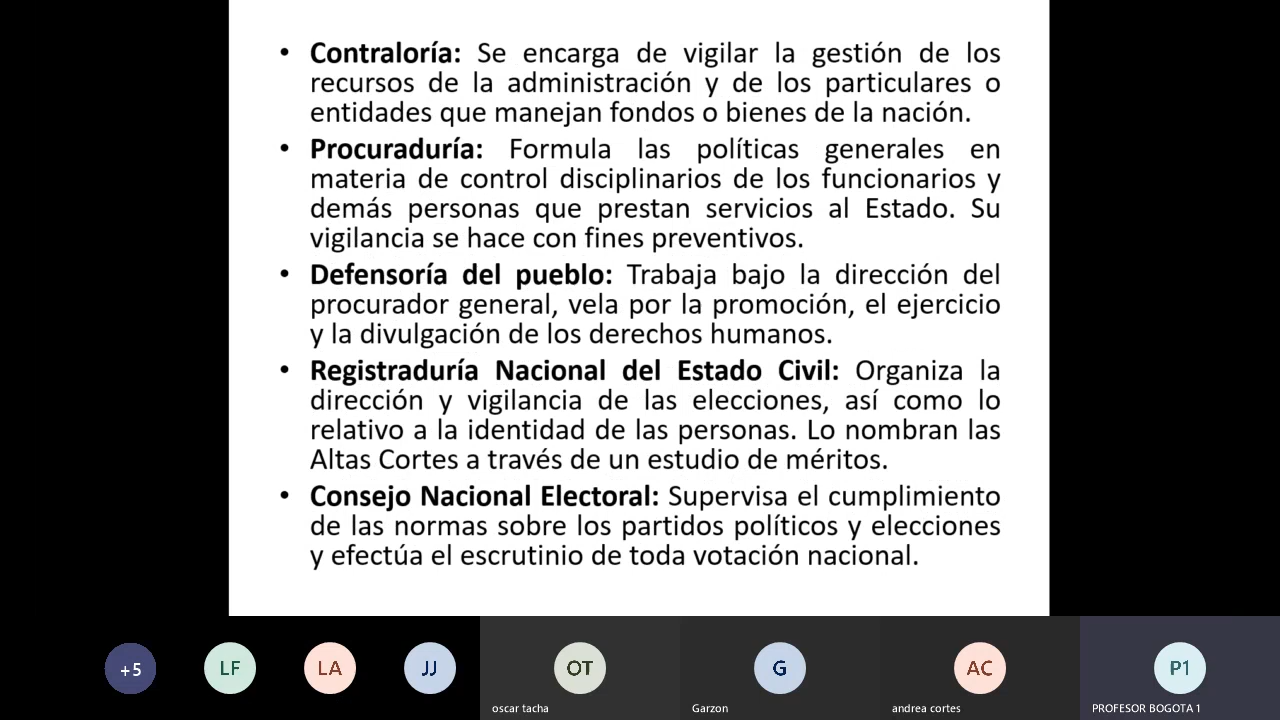 • Contraloría: Se encarga de vigilar la gestión de los
recursos de la administración y de los particulares o
entidades que manejan fondos o bienes de la nación.
• Procuraduría: Formula las políticas generales en
materia de control disciplinarios de los funcionarios y
demás personas que prestan servicios al Estado. Su
vigilancia se hace con fines preventivos.
• Defensoría del pueblo: Trabaja bajo la dirección del
procurador general, vela por la promoción, el ejercicio
y la divulgación de los derechos humanos.
• Registraduría Nacional del Estado Civil: Organiza la
dirección y vigilancia de las elecciones, así como lo
relativo a la identidad de las personas. Lo nombran las
Altas Cortes a través de un estudio de méritos.
• Consejo Nacional Electoral: Supervisa el cumplimiento
de las normas sobre los partidos políticos y elecciones
y efectúa el escrutinio de toda votación nacional.
+5 LF LA JJ OT G AC P1
oscar tacha Garzon andrea cortes PROFESOR BOGOTA 1